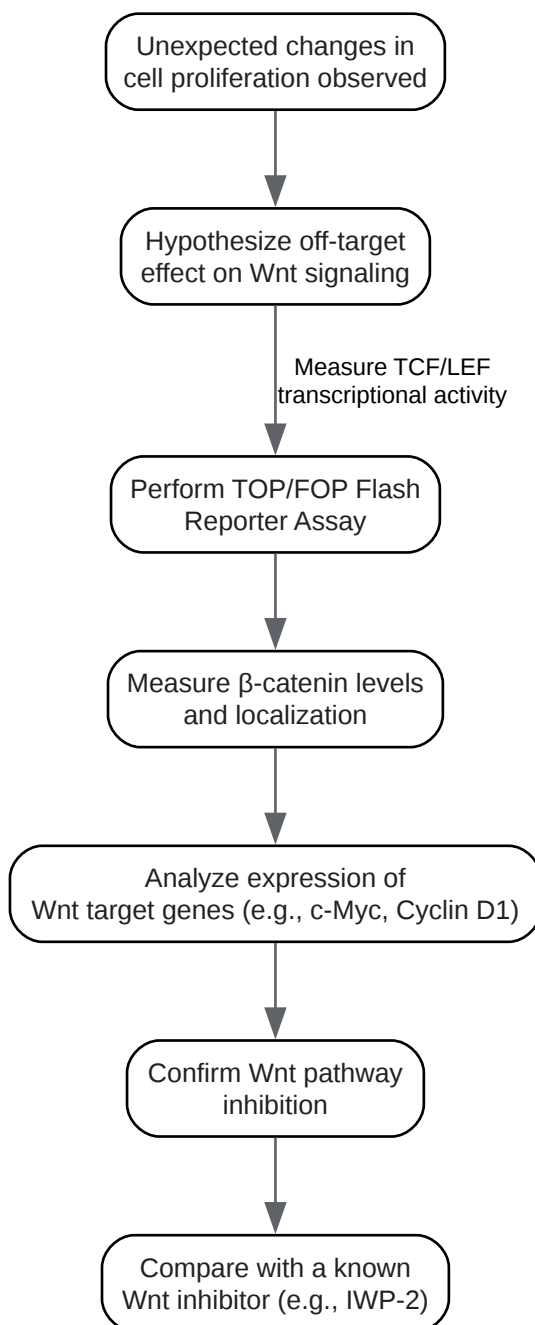 Unexpected changes in
cell proliferation observed
Hypothesize off-target
effect on Wnt signaling
Measure TCF/LEF
transcriptional activity
Perform TOP/FOP Flash
Reporter Assay
Measure β-catenin levels
and localization
Analyze expression of
Wnt target genes (e.g., c-Myc, Cyclin D1)
Confirm Wnt pathway
inhibition
Compare with a known
Wnt inhibitor (e.g., IWP-2)